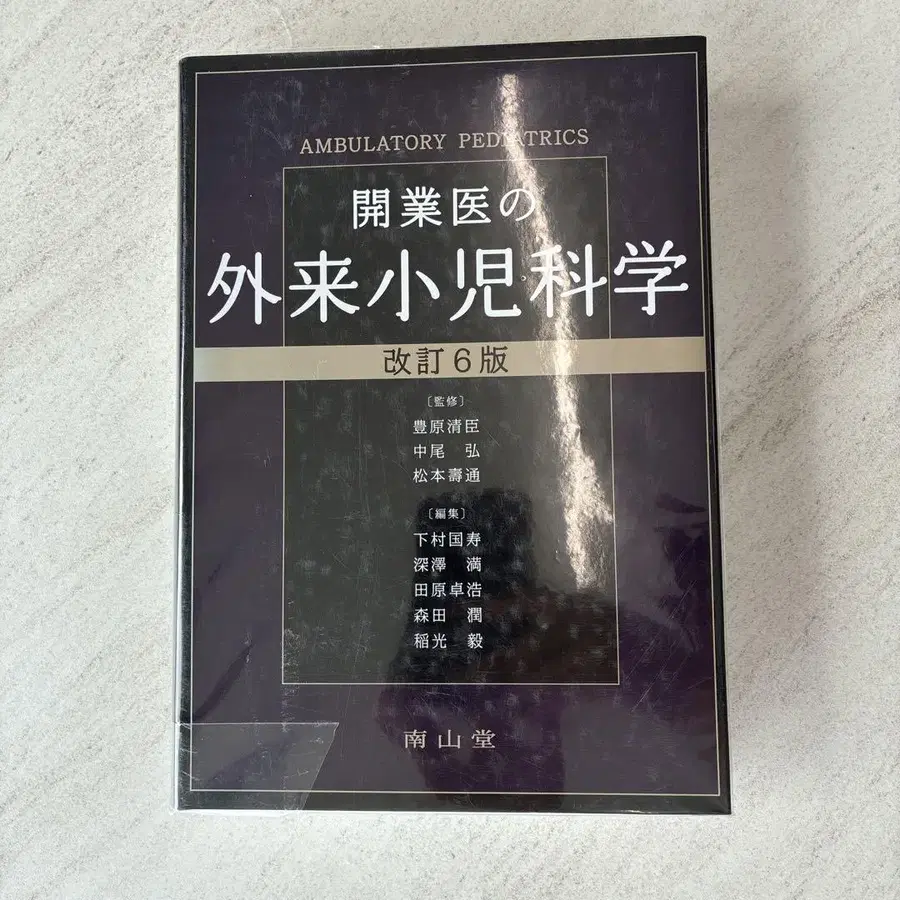 AMBULATORY PEDIATRICS
開業医の
外来小児科学
改訂6版
〔監修〕
豊原清臣
中尾 弘
松本壽通
〔編集〕
下村国寿
深澤 満
田原卓浩
森田 潤
稲光 毅
南山堂